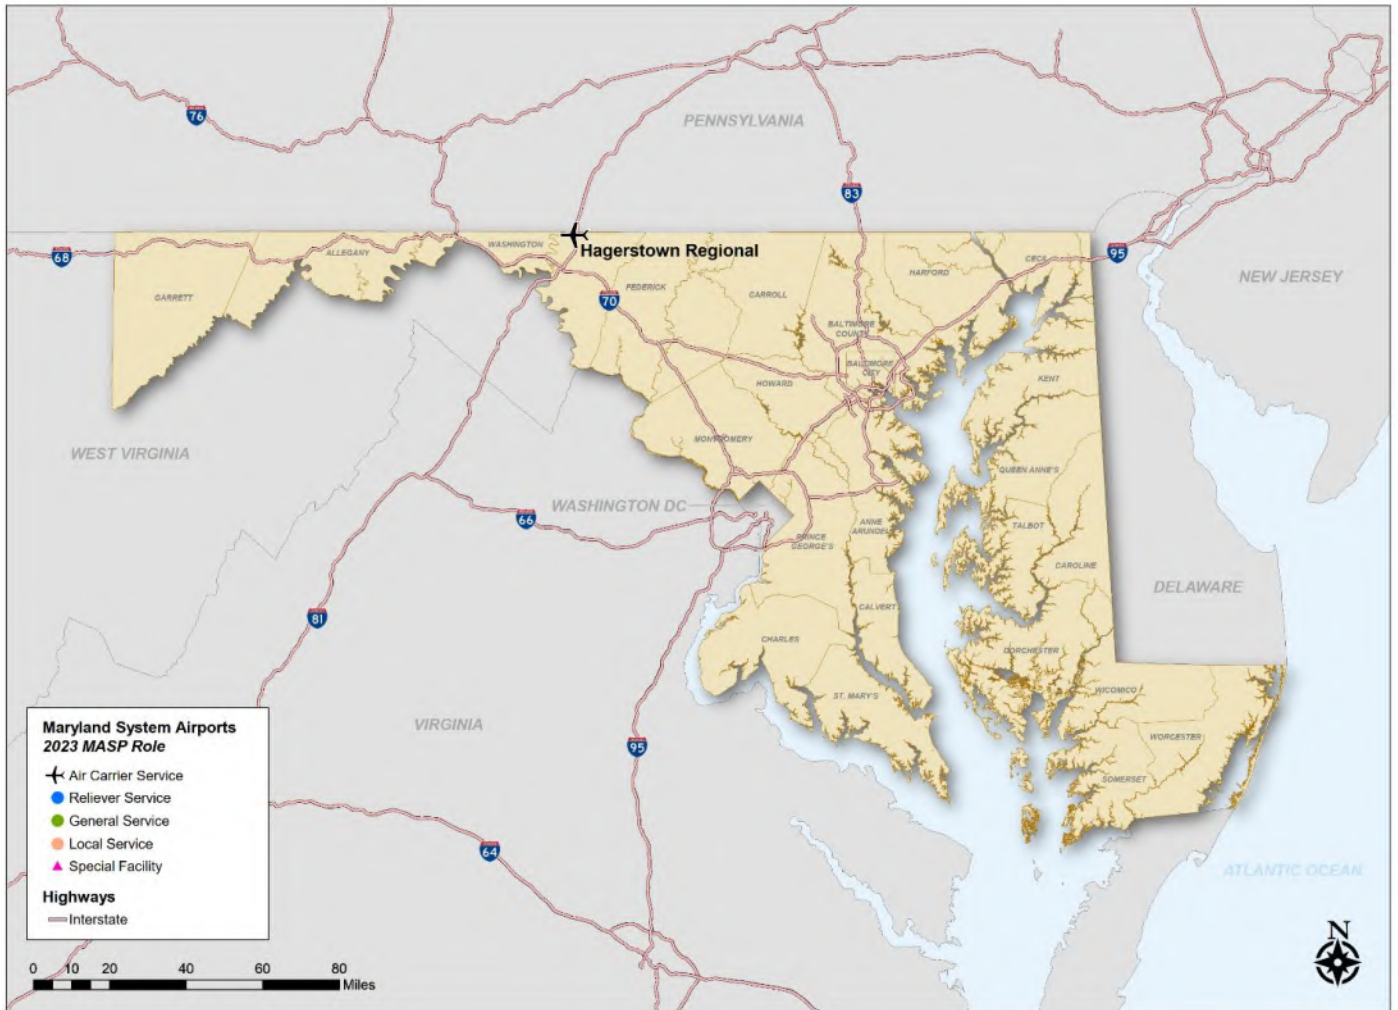 76
PENNSYLVANIA
83
68
ALLEGANY
WASHINGTON
Hagerstown Regional
HARFORD
CECIL
95
NEW JERSEY
GARRETT
FEDERICK
70
CARROLL
BALTIMORE
COUNTY
BALTIMORE
CITY
KENT
HOWARD
WEST VIRGINIA
MONTGOMERY
QUEEN ANNE'S
WASHINGTON DC
66
ANNE
ARUNDEL
TALBOT
PRINCE
GEORGE'S
CAROLINE
DELAWARE
81
CALVERT
CHARLES
DORCHESTER
ST. MARY'S
WICOMICO
VIRGINIA
95
WORCESTER
SOMERSET
64
ATLANTIC OCEAN
Maryland System Airports
2023 MASP Role
Air Carrier Service
Reliever Service
General Service
Local Service
Special Facility
Highways
Interstate
0 10 20 40 60 80
Miles
N